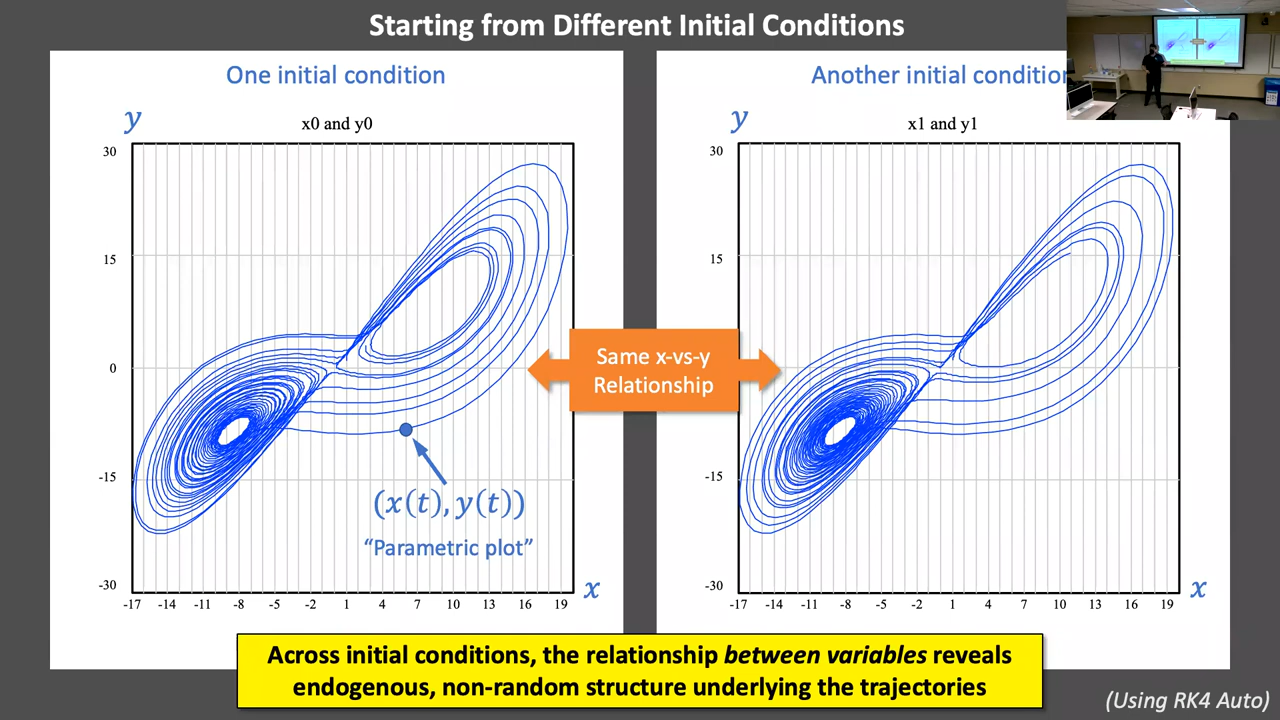 Starting from Different Initial Conditions
One initial condition
y
x0 and y0
30
15
0
-15
-30
-17 -14 -11 -8 -5 -2 1 4 7 10 13 16 19
x
(x(t), y(t))
“Parametric plot”
Same x-vs-y
Relationship
Another initial condition
y
x1 and y1
30
15
0
-15
-30
-17 -14 -11 -8 -5 -2 1 4 7 10 13 16 19
x
Across initial conditions, the relationship between variables reveals
endogenous, non-random structure underlying the trajectories
(Using RK4 Auto)